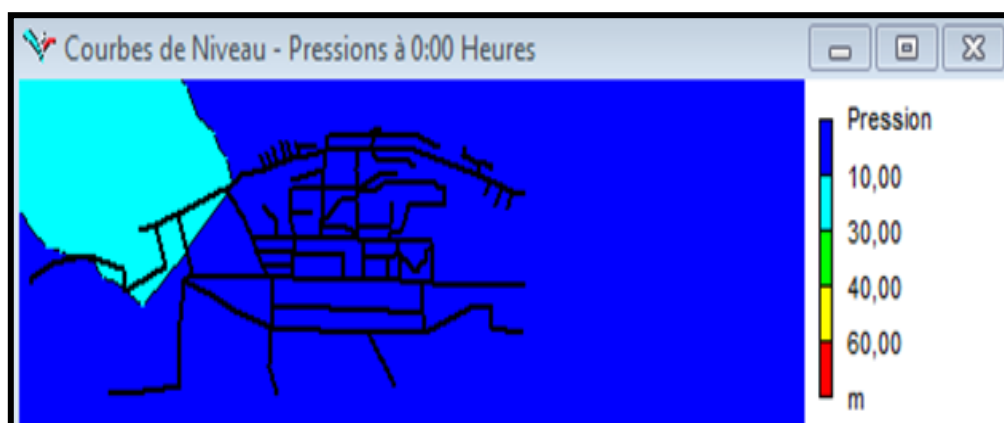 Courbes de Niveau - Pressions à 0:00 Heures
Pression
10,00
30,00
40,00
60,00
m